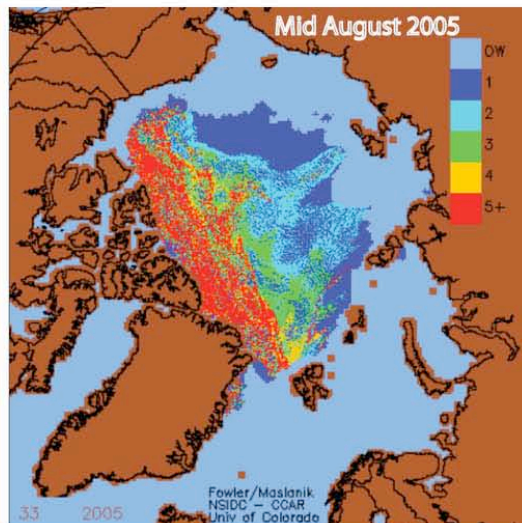 Mid August 2005
OW
1
2
3
4
5+
Fowler/Maslanik
NSIDC – CCAR
Univ of Colorado
33 2005